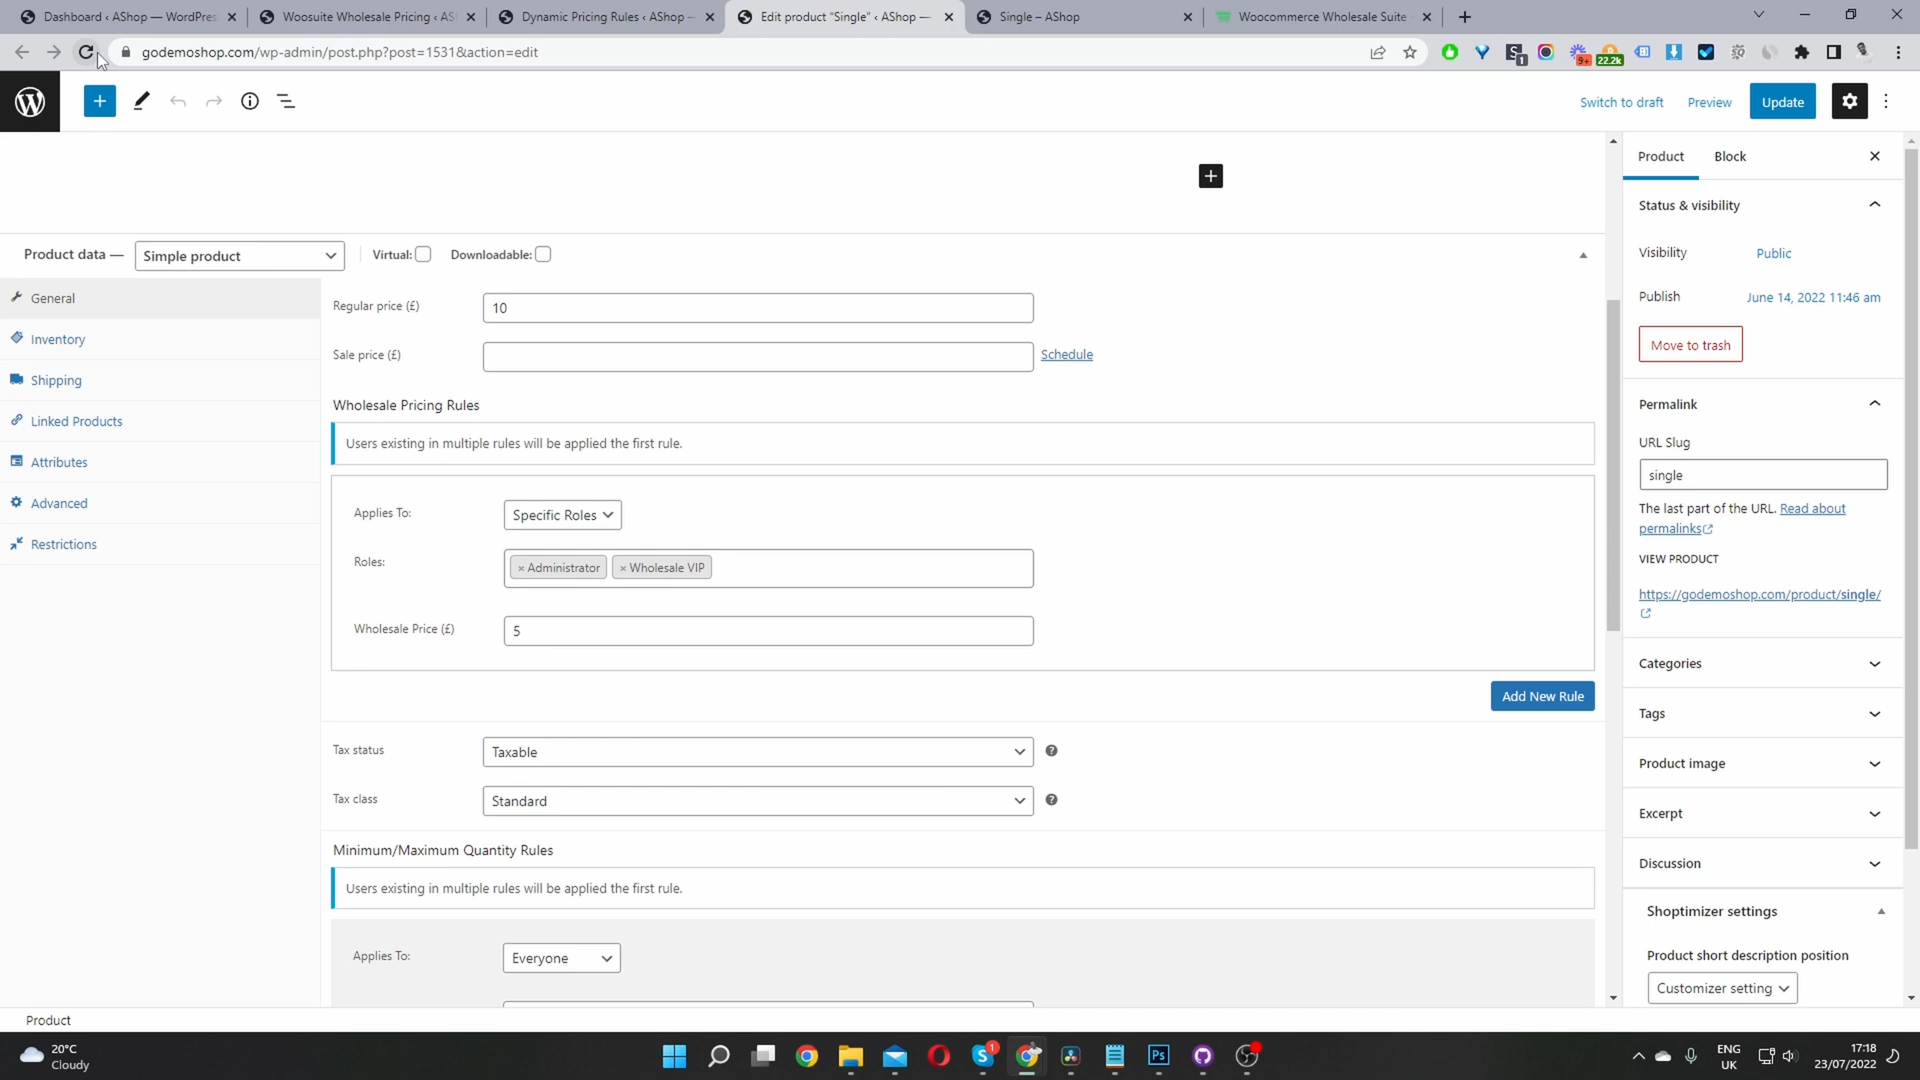 Dashboard ‹ AShop — WordPres
Woosuite Wholesale Pricing ‹ AS
Dynamic Pricing Rules ‹ AShop —
Edit product “Single” ‹ AShop —
Single – AShop
Woocommerce Wholesale Suite
godemoshop.com/wp-admin/post.php?post=1531&action=edit
1
9+
22.2k
Switch to draft
Preview
Update
Product
Block
Product data —
Simple product
Virtual:
Downloadable:
General
Inventory
Shipping
Linked Products
Attributes
Advanced
Restrictions
Regular price (£)
10
Sale price (£)
Schedule
Wholesale Pricing Rules
Users existing in multiple rules will be applied the first rule.
Applies To:
Specific Roles
Roles:
× Administrator
× Wholesale VIP
Wholesale Price (£)
5
Add New Rule
Tax status
Taxable
Tax class
Standard
Minimum/Maximum Quantity Rules
Users existing in multiple rules will be applied the first rule.
Applies To:
Everyone
Status & visibility
Visibility
Public
Publish
June 14, 2022 11:46 am
Move to trash
Permalink
URL Slug
single
The last part of the URL. Read about
permalinks
VIEW PRODUCT
https://godemoshop.com/product/single/
Categories
Tags
Product image
Excerpt
Discussion
Shoptimizer settings
Product short description position
Customizer setting
Product
20°C
Cloudy
1
Ps
ENG
UK
17:18
23/07/2022